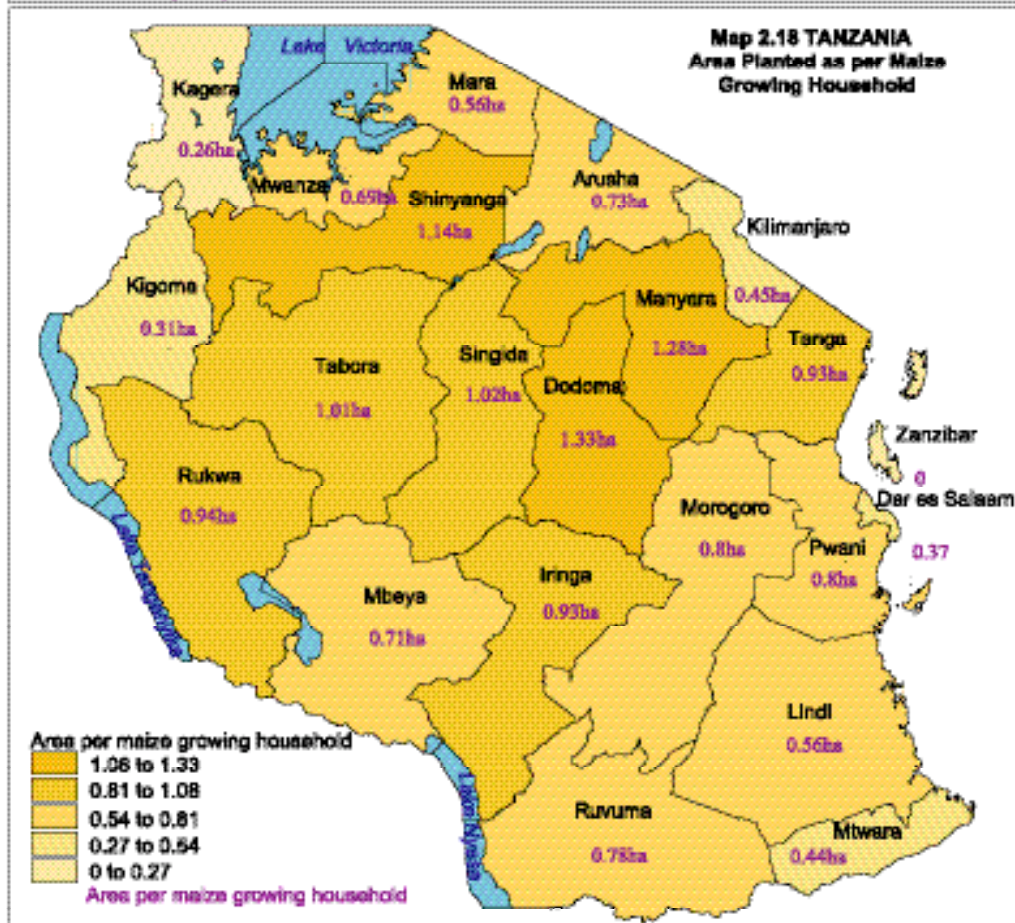 Map 2.18 TANZANIA
Area Planted as per Maize
Growing Household
Lake Victoria
Kagera
0.26ha
Mara
0.56ha
Mwanza
0.69ha
Shinyanga
1.14ha
Arusha
0.73ha
Kilimanjaro
0.45ha
Kigoma
0.31ha
Manyara
1.28ha
Tanga
0.93ha
Tabora
1.01ha
Singida
1.02ha
Dodoma
1.33ha
Zanzibar
0
Dar es Salaam
0.37
Rukwa
0.94ha
Morogoro
0.8ha
Pwani
0.8ha
Lake Tanganyika
Mbeya
0.71ha
Iringa
0.93ha
Lindi
0.56ha
Lake Nyasa
Ruvuma
0.78ha
Mtwara
0.44ha
Area per maize growing household
1.08 to 1.33
0.81 to 1.08
0.54 to 0.81
0.27 to 0.54
0 to 0.27
Area per maize growing household